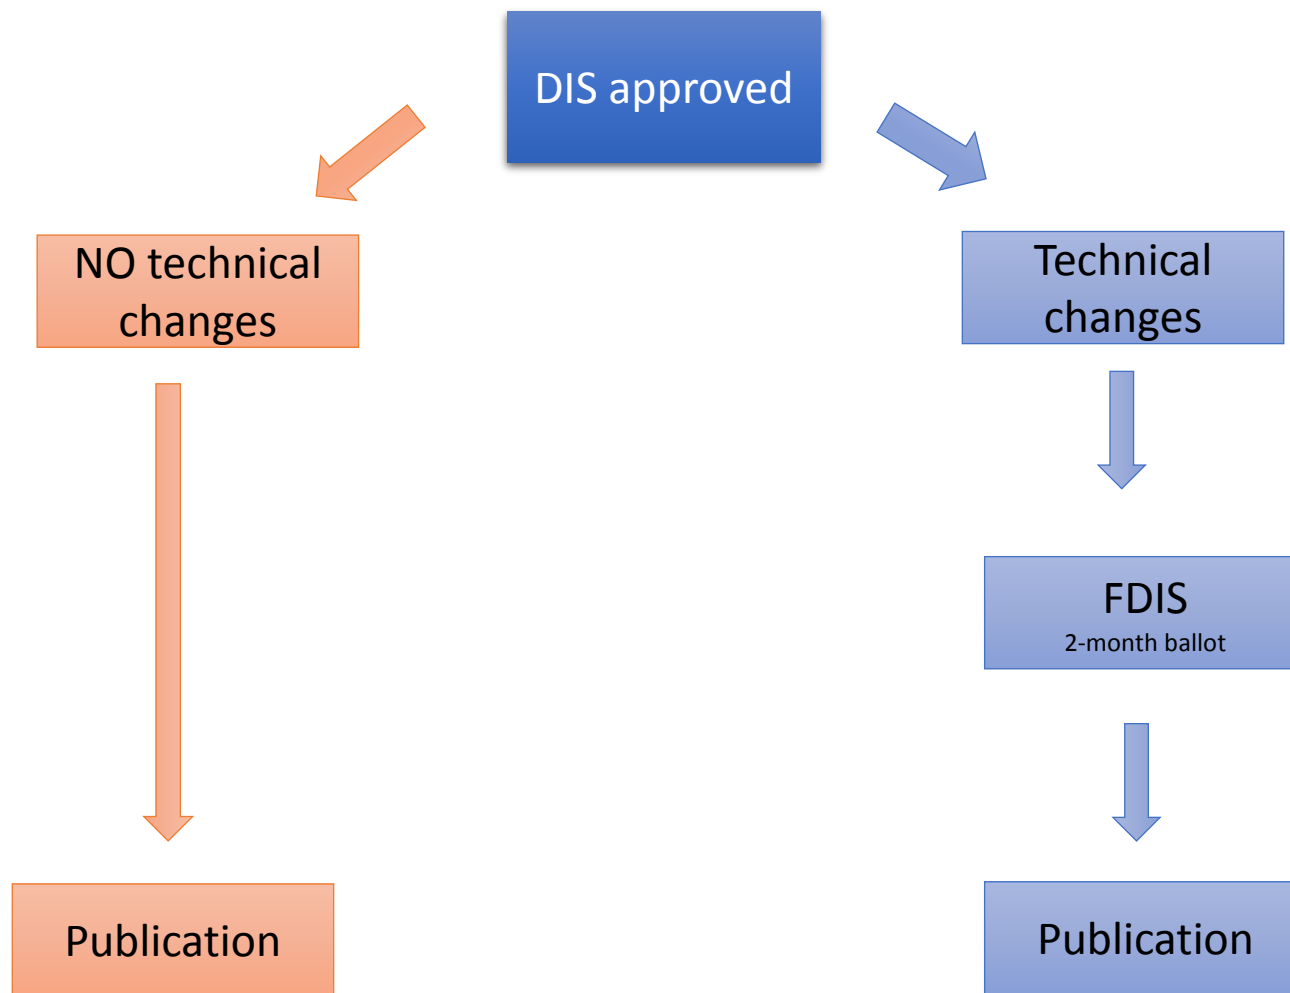 DIS approved
NO technical
changes
Technical
changes
FDIS
2-month ballot
Publication
Publication